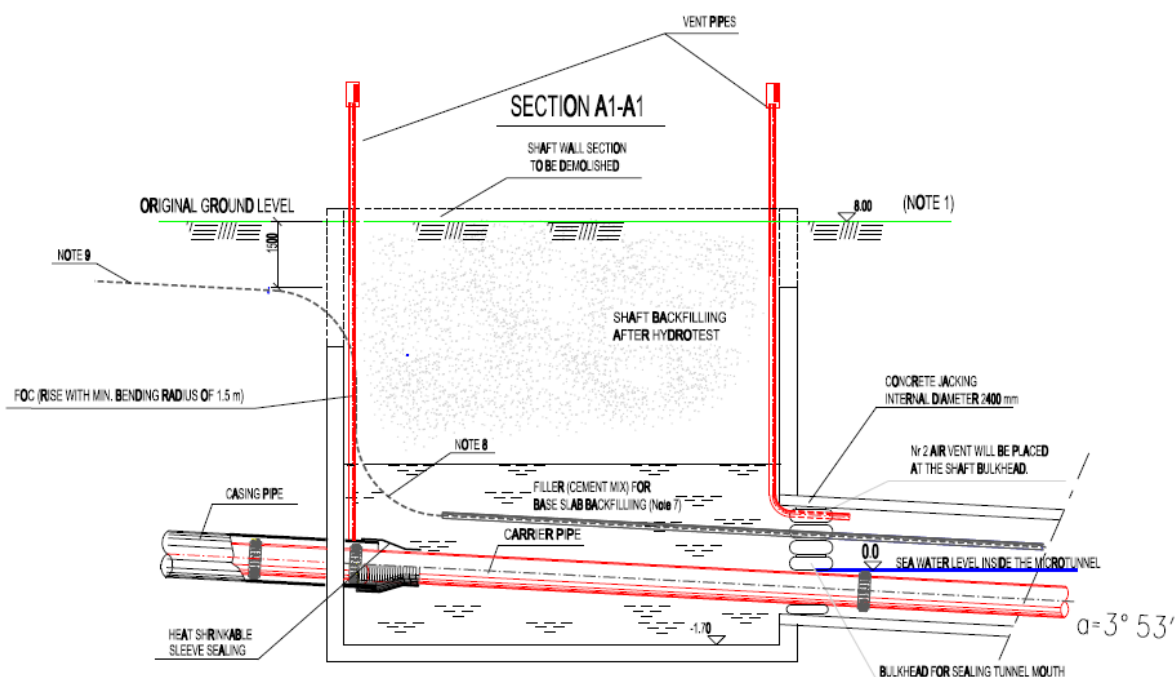 VENT PIPES
SECTION A1-A1
SHAFT WALL SECTION
TO BE DEMOLISHED
ORIGINAL GROUND LEVEL
8.00
(NOTE 1)
1500
NOTE 9
SHAFT BACKFILLIING
AFTER HYDROTEST
FOC (RISE WITH MIN. BENDING RADIUS OF 1.5 m)
CONCRETE JACKING
INTERNAL DIAMETER 2400 mm
NOTE 8
Nr 2 AIR VENT WILL BE PLACED
AT THE SHAFT BULKHEAD.
FILLER (CEMENT MIX) FOR
BASE SLAB BACKFILLIING (Note 7)
CASING PIPE
CARRIER PIPE
0.0
SEA WATER LEVEL INSIDE THE MICROTUNNEL
HEAT SHRINKABLE
SLEEVE SEALING
-1.70
a=3° 53'
BULKHEAD FOR SEALING TUNNEL MOUTH